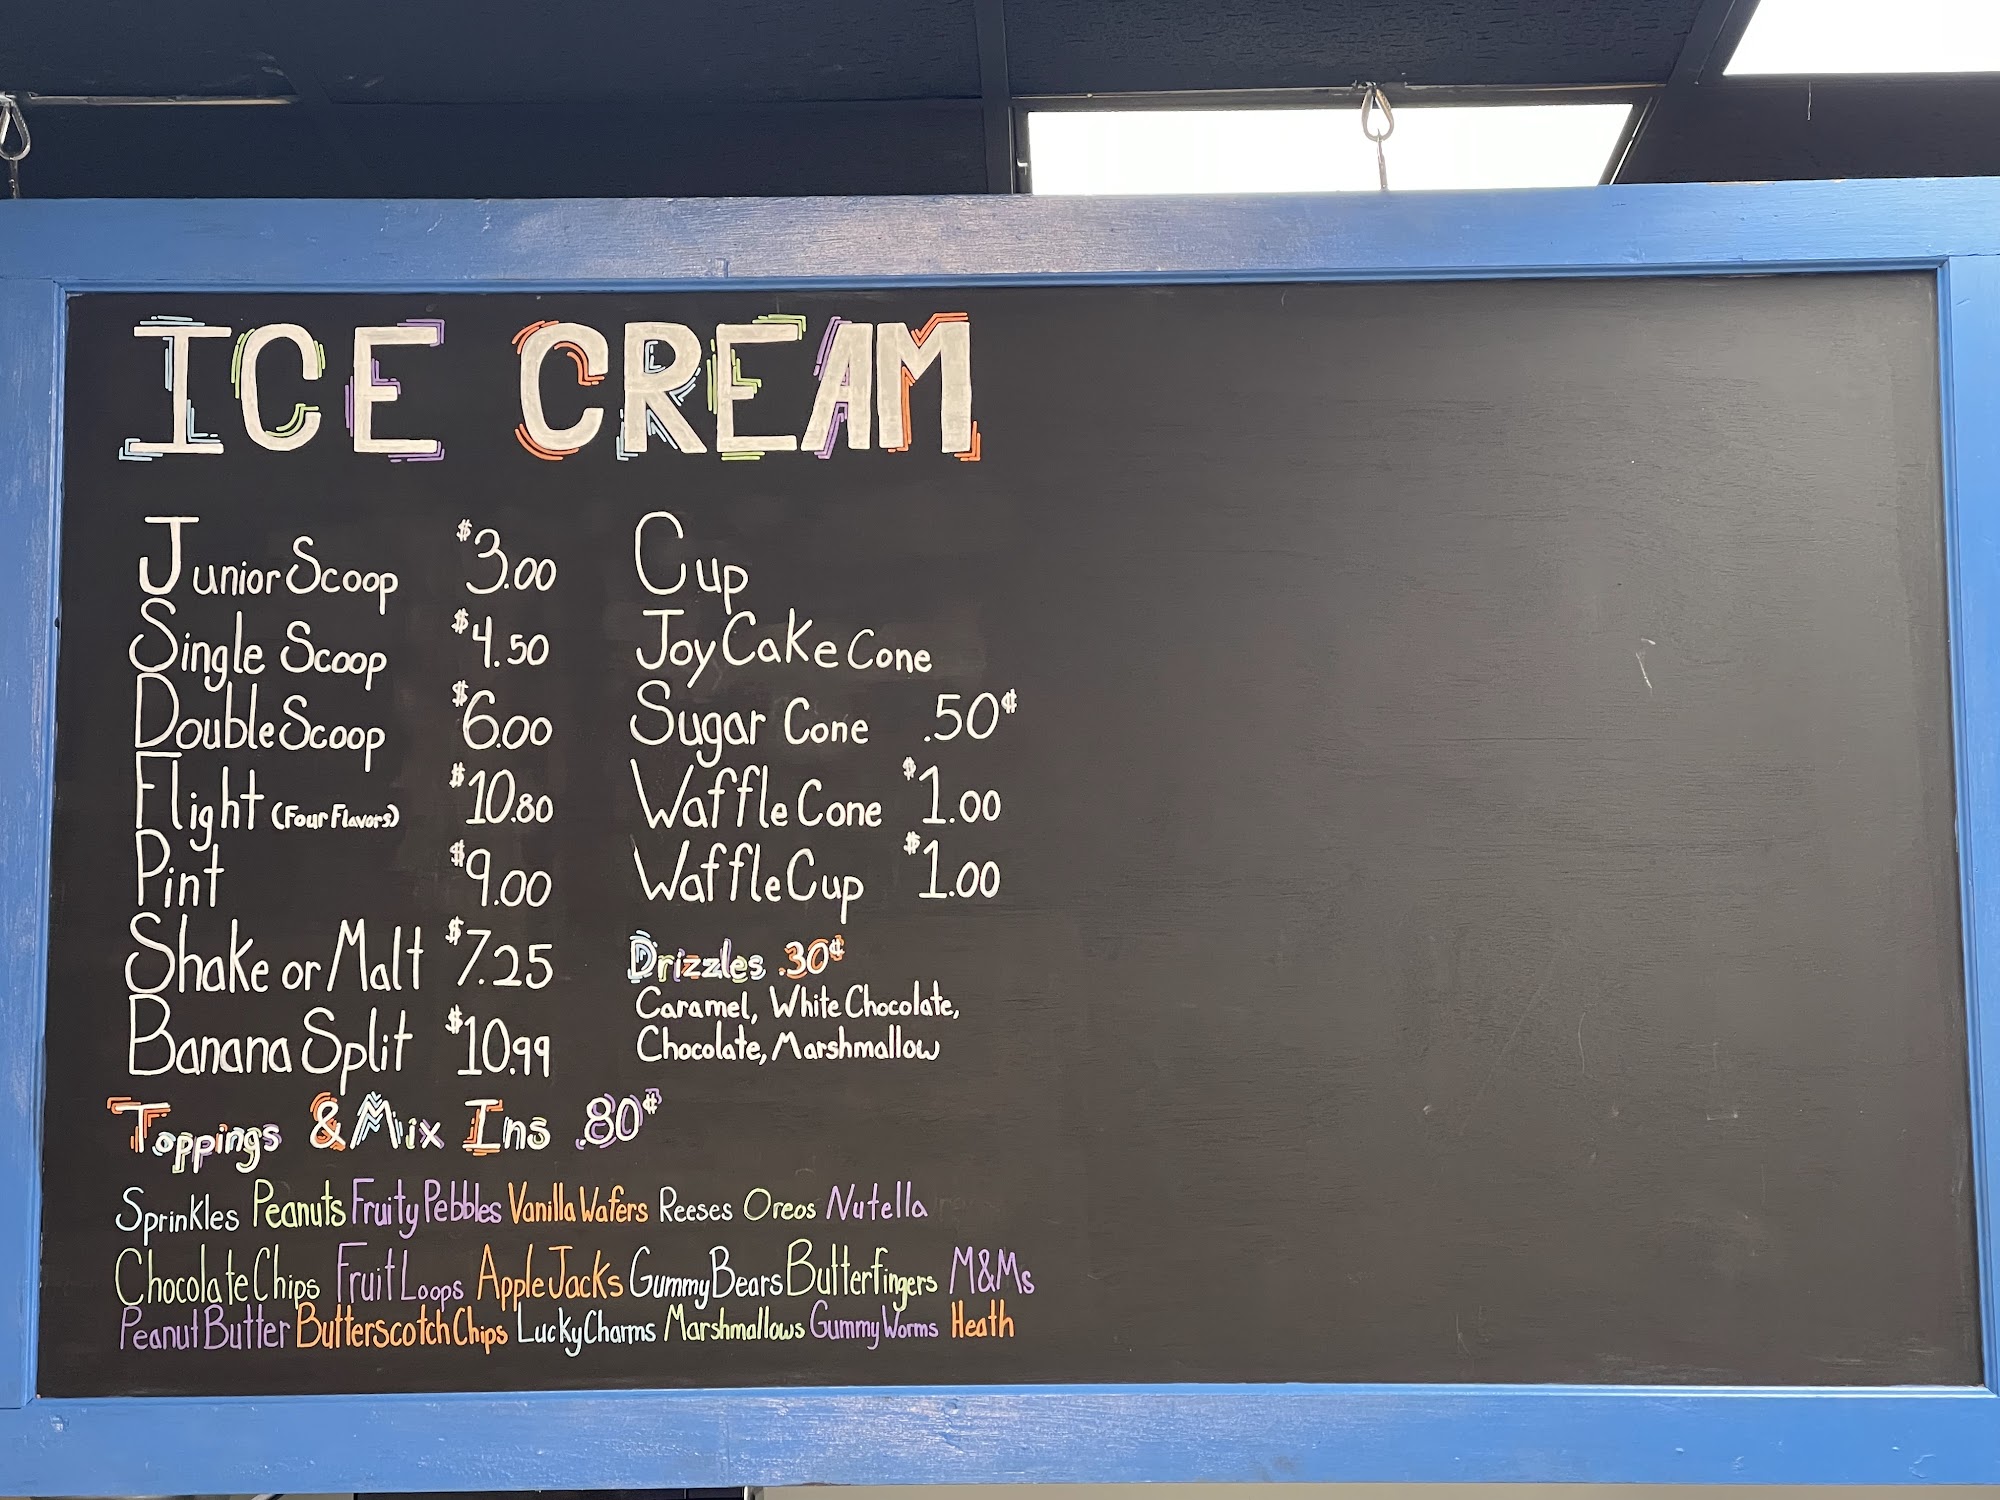 ICE CREAM
Junior Scoop $3.00
Single Scoop $4.50
Double Scoop $6.00
Flight (Four Flavors) $10.80
Pint $9.00
Shake or Malt $7.25
Banana Split $10.99
Cup
Joy Cake Cone
Sugar Cone .50¢
Waffle Cone $1.00
Waffle Cup $1.00
Drizzles .30¢
Caramel, White Chocolate,
Chocolate, Marshmallow
Toppings & Mix Ins .80¢
Sprinkles Peanuts Fruity Pebbles Vanilla Wafers Reeses Oreos Nutella
Chocolate Chips Fruit Loops Apple Jacks Gummy Bears Butterfingers M&Ms
Peanut Butter Butterscotch Chips Lucky Charms Marshmallows Gummy Worms Heath